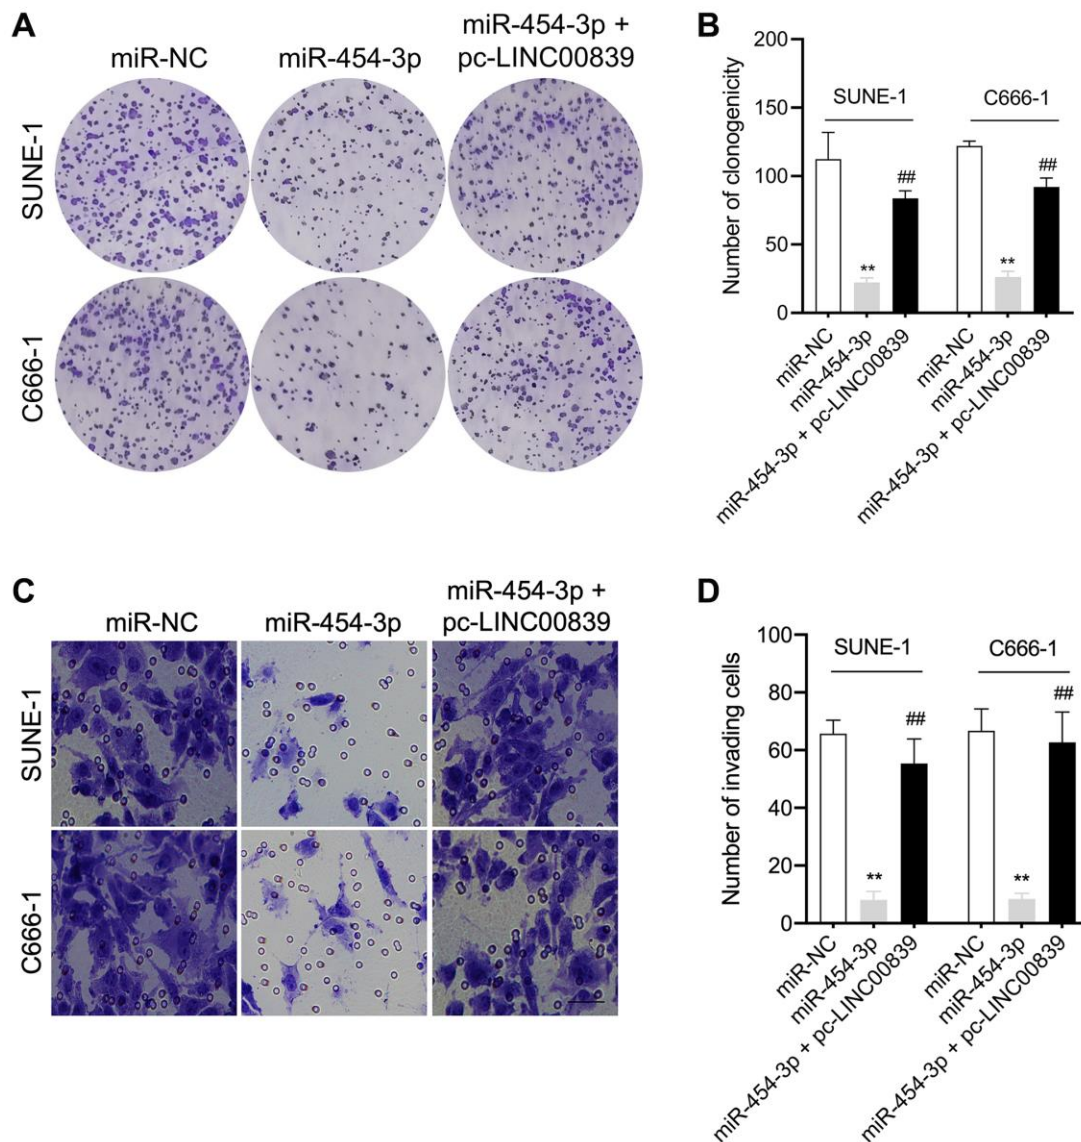 A
miR-NC
miR-454-3p
miR-454-3p +
pc-LINC00839
SUNE-1
C666-1
B
Number of clonogenicity
200
150
100
50
0
SUNE-1
C666-1
**
##
**
##
miR-NC
miR-454-3p
miR-454-3p + pc-LINC00839
miR-NC
miR-454-3p
miR-454-3p + pc-LINC00839
C
miR-NC
miR-454-3p
miR-454-3p +
pc-LINC00839
SUNE-1
C666-1
D
Number of invading cells
100
80
60
40
20
0
SUNE-1
C666-1
**
##
**
##
miR-NC
miR-454-3p
miR-454-3p + pc-LINC00839
miR-NC
miR-454-3p
miR-454-3p + pc-LINC00839